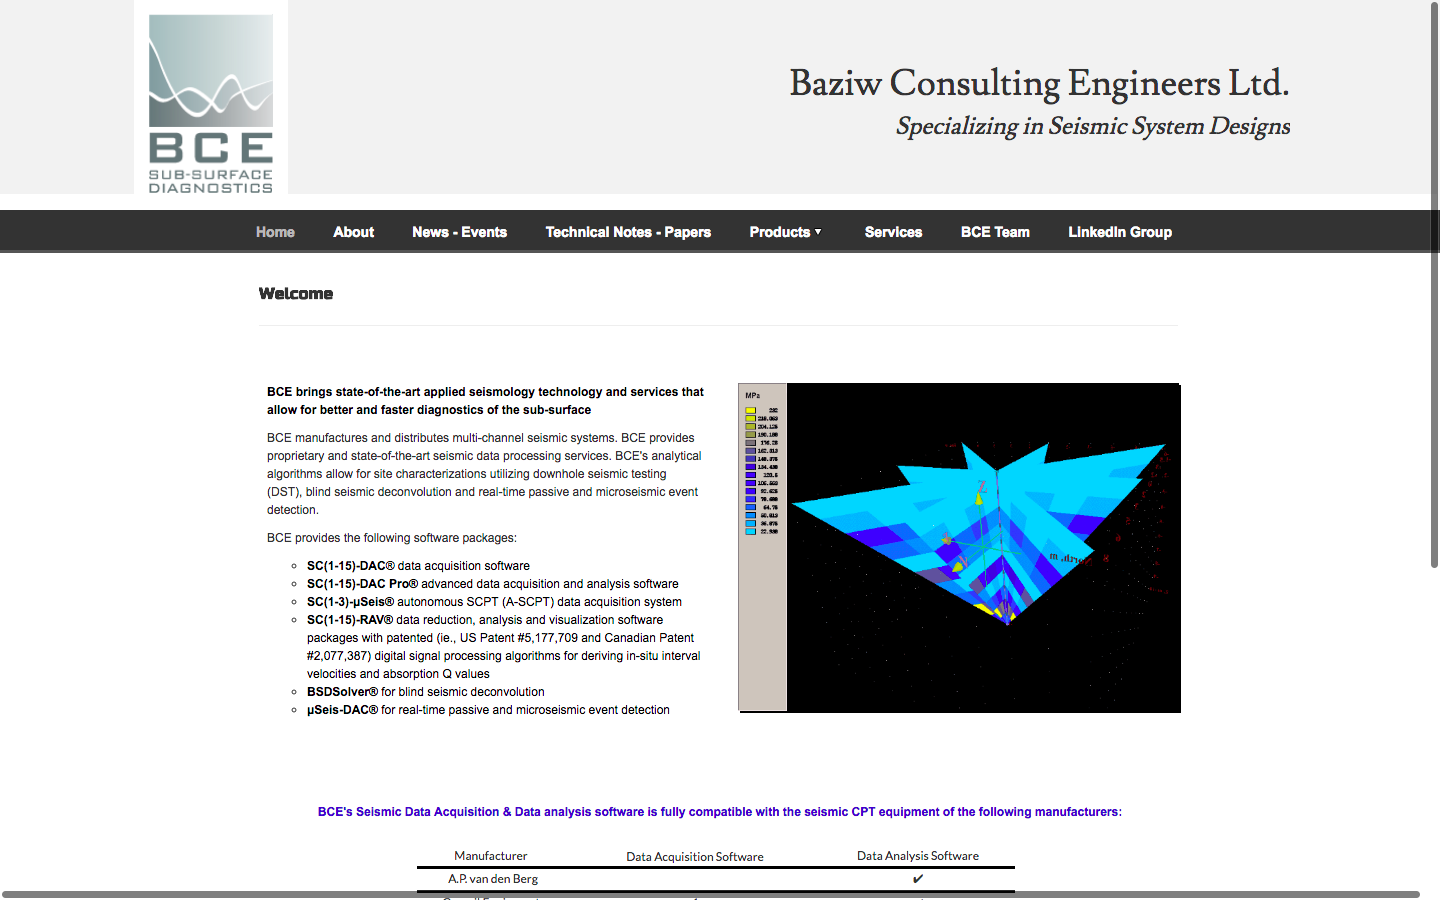 BCE
SUB-SURFACE
DIAGNOSTICS
Baziw Consulting Engineers Ltd.
Specializing in Seismic System Designs
Home About News - Events Technical Notes - Papers Products Services BCE Team LinkedIn Group
Welcome
BCE brings state-of-the-art applied seismology technology and services that
allow for better and faster diagnostics of the sub-surface
BCE manufactures and distributes multi-channel seismic systems. BCE provides
proprietary and state-of-the-art seismic data processing services. BCE's analytical
algorithms allow for site characterizations utilizing downhole seismic testing
(DST), blind seismic deconvolution and real-time passive and microseismic event
detection.
BCE provides the following software packages:
SC(1-15)-DAC® data acquisition software
SC(1-15)-DAC Pro® advanced data acquisition and analysis software
SC(1-3)-µSeis® autonomous SCPT (A-SCPT) data acquisition system
SC(1-15)-RAV® data reduction, analysis and visualization software
packages with patented (ie., US Patent #5,177,709 and Canadian Patent
#2,077,387) digital signal processing algorithms for deriving in-situ interval
velocities and absorption Q values
BSDSolver® for blind seismic deconvolution
µSeis-DAC® for real-time passive and microseismic event detection
MPa
Z
BCE's Seismic Data Acquisition & Data analysis software is fully compatible with the seismic CPT equipment of the following manufacturers:
Manufacturer Data Acquisition Software Data Analysis Software
A.P. van den Berg ✔